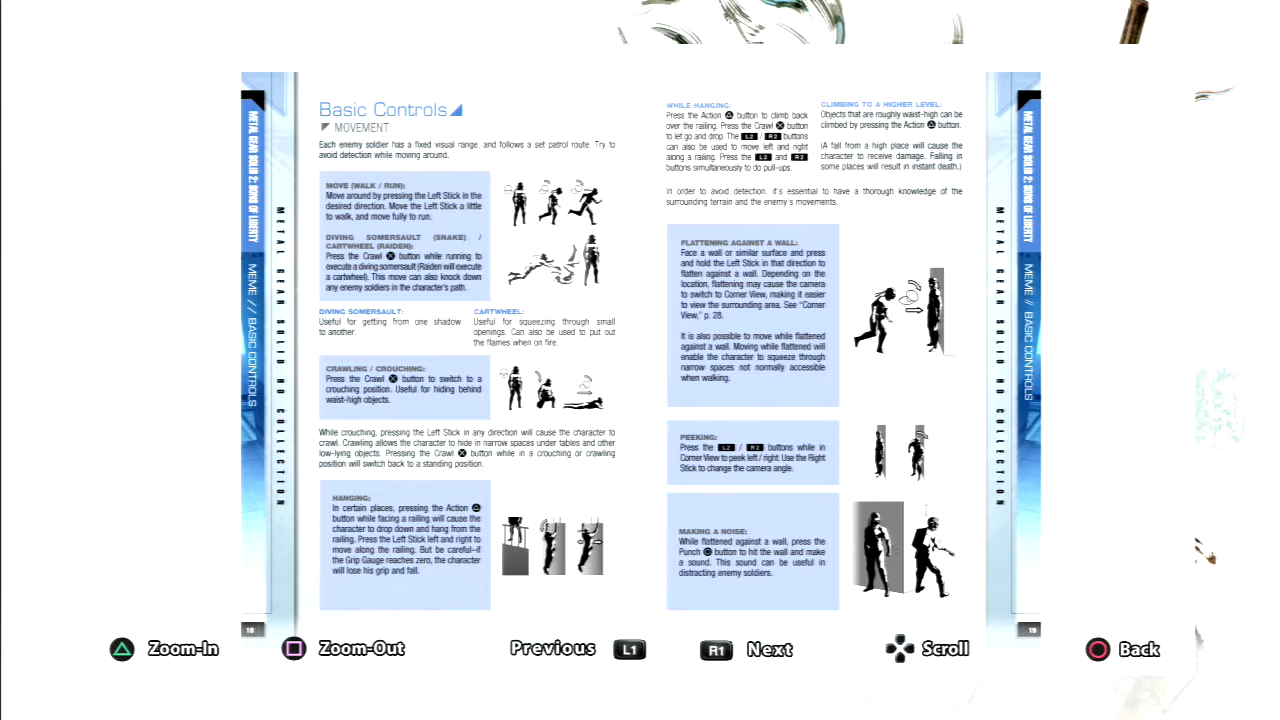 METAL GEAR SOLID 2: SONS OF LIBERTY
MEME // BASIC CONTROLS
METAL GEAR SOLID HD COLLECTION
18
Basic Controls
MOVEMENT
Each enemy soldier has a fixed visual range, and follows a set patrol route. Try to
avoid detection while moving around.
MOVE (WALK / RUN):
Move around by pressing the Left Stick in the
desired direction. Move the Left Stick a little
to walk, and move fully to run.
DIVING SOMERSAULT (SNAKE) /
CARTWHEEL (RAIDEN):
Press the Crawl button while running to
execute a diving somersault (Raiden will execute
a cartwheel). This move can also knock down
any enemy soldiers in the character's path.
DIVING SOMERSAULT:
Useful for getting from one shadow
to another.
CARTWHEEL:
Useful for squeezing through small
openings. Can also be used to put out
the flames when on fire.
CRAWLING / CROUCHING:
Press the Crawl button to switch to a
crouching position. Useful for hiding behind
waist-high objects.
While crouching, pressing the Left Stick in any direction will cause the character to
crawl. Crawling allows the character to hide in narrow spaces under tables and other
low-lying objects. Pressing the Crawl button while in a crouching or crawling
position will switch back to a standing position.
HANGING:
In certain places, pressing the Action
button while facing a railing will cause the
character to drop down and hang from the
railing. Press the Left Stick left and right to
move along the railing. But be careful–if
the Grip Gauge reaches zero, the character
will lose his grip and fall.
WHILE HANGING:
Press the Action button to climb back
over the railing. Press the Crawl button
to let go and drop. The L2 / R2 buttons
can also be used to move left and right
along a railing. Press the L2 and R2
buttons simultaneously to do pull-ups.
CLIMBING TO A HIGHER LEVEL:
Objects that are roughly waist-high can be
climbed by pressing the Action button.
(A fall from a high place will cause the
character to receive damage. Falling in
some places will result in instant death.)
In order to avoid detection, it's essential to have a thorough knowledge of the
surrounding terrain and the enemy's movements.
FLATTENING AGAINST A WALL:
Face a wall or similar surface and press
and hold the Left Stick in that direction to
flatten against a wall. Depending on the
location, flattening may cause the camera
to switch to Corner View, making it easier
to view the surrounding area. See "Corner
View," p. 28.
It is also possible to move while flattened
against a wall. Moving while flattened will
enable the character to squeeze through
narrow spaces not normally accessible
when walking.
PEEKING:
Press the L2 / R2 buttons while in
Corner View to peek left / right. Use the Right
Stick to change the camera angle.
MAKING A NOISE:
While flattened against a wall, press the
Punch button to hit the wall and make
a sound. This sound can be useful in
distracting enemy soldiers.
METAL GEAR SOLID HD COLLECTION
METAL GEAR SOLID 2: SONS OF LIBERTY
MEME // BASIC CONTROLS
19
Zoom-In
Zoom-Out
Previous L1
R1 Next
Scroll
Back